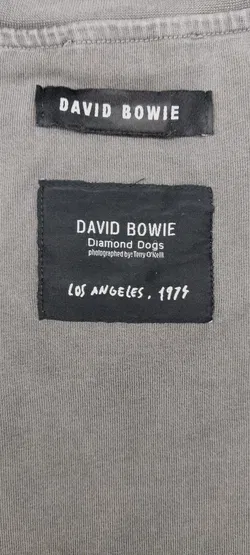 DAVID BOWIE
DAVID BOWIE
Diamond Dogs
photographed by: Terry O'Neill
LOS ANGELES, 1974